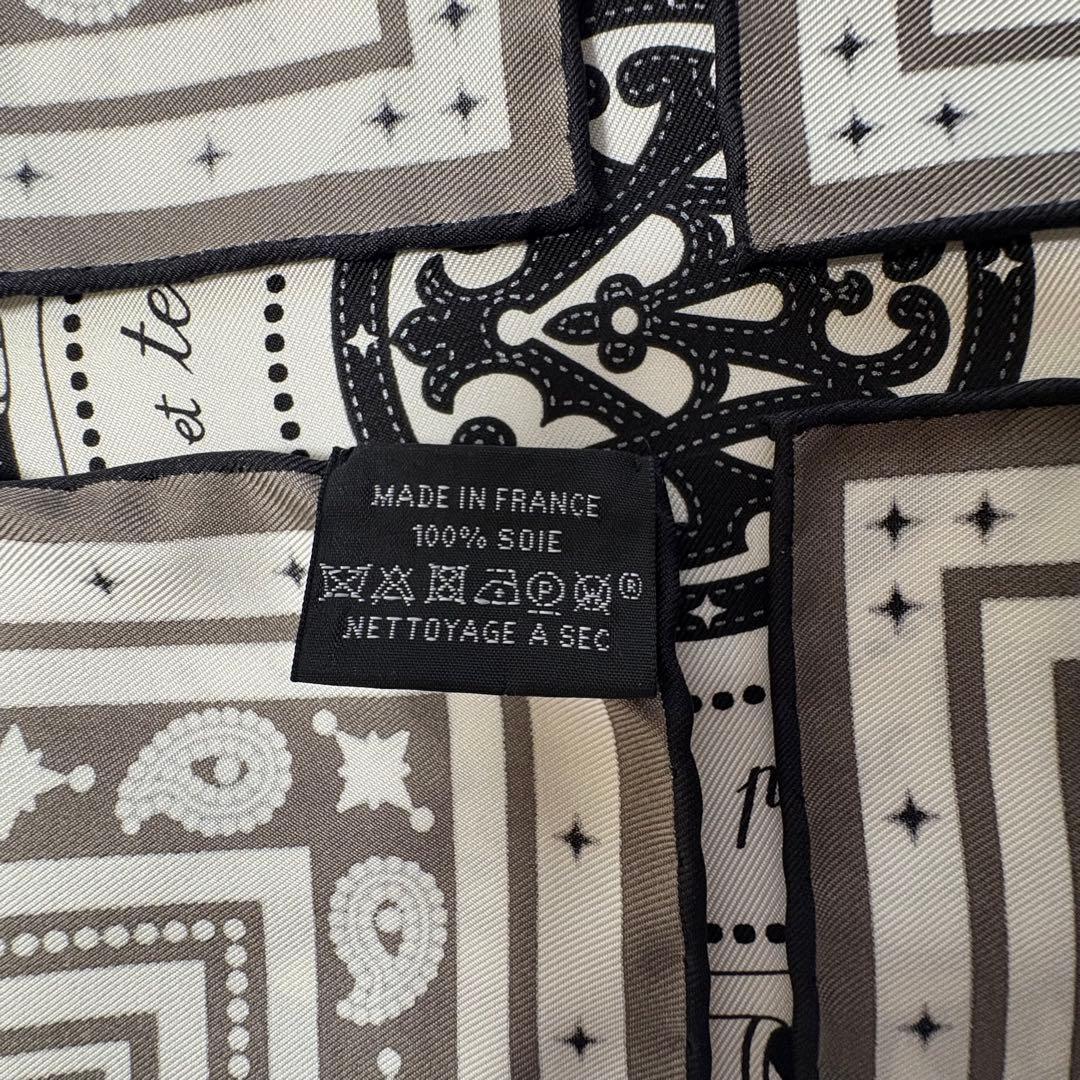 et te
MADE IN FRANCE
100% SOIE
P ®
NETTOYAGE A SEC